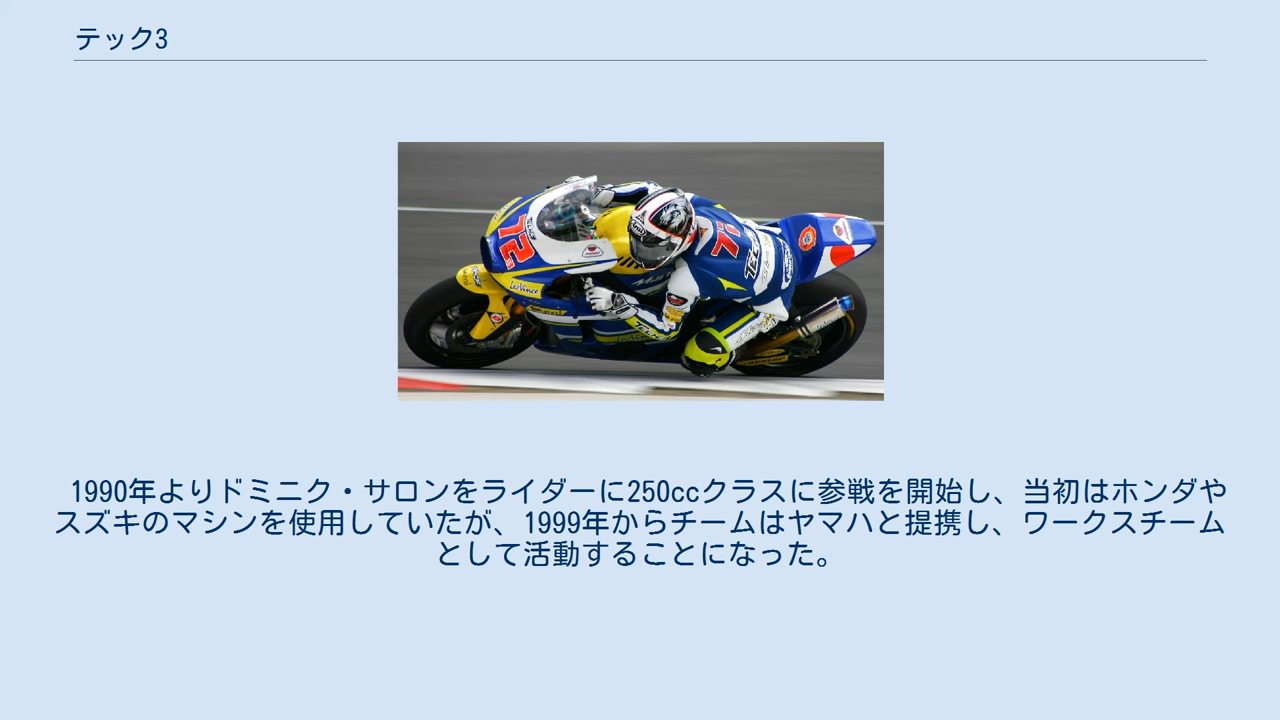 テック3
72
LeoVince
7
1990年よりドミニク・サロンをライダーに250ccクラスに参戦を開始し、当初はホンダや
スズキのマシンを使用していたが、1999年からチームはヤマハと提携し、ワークスチーム
として活動することになった。